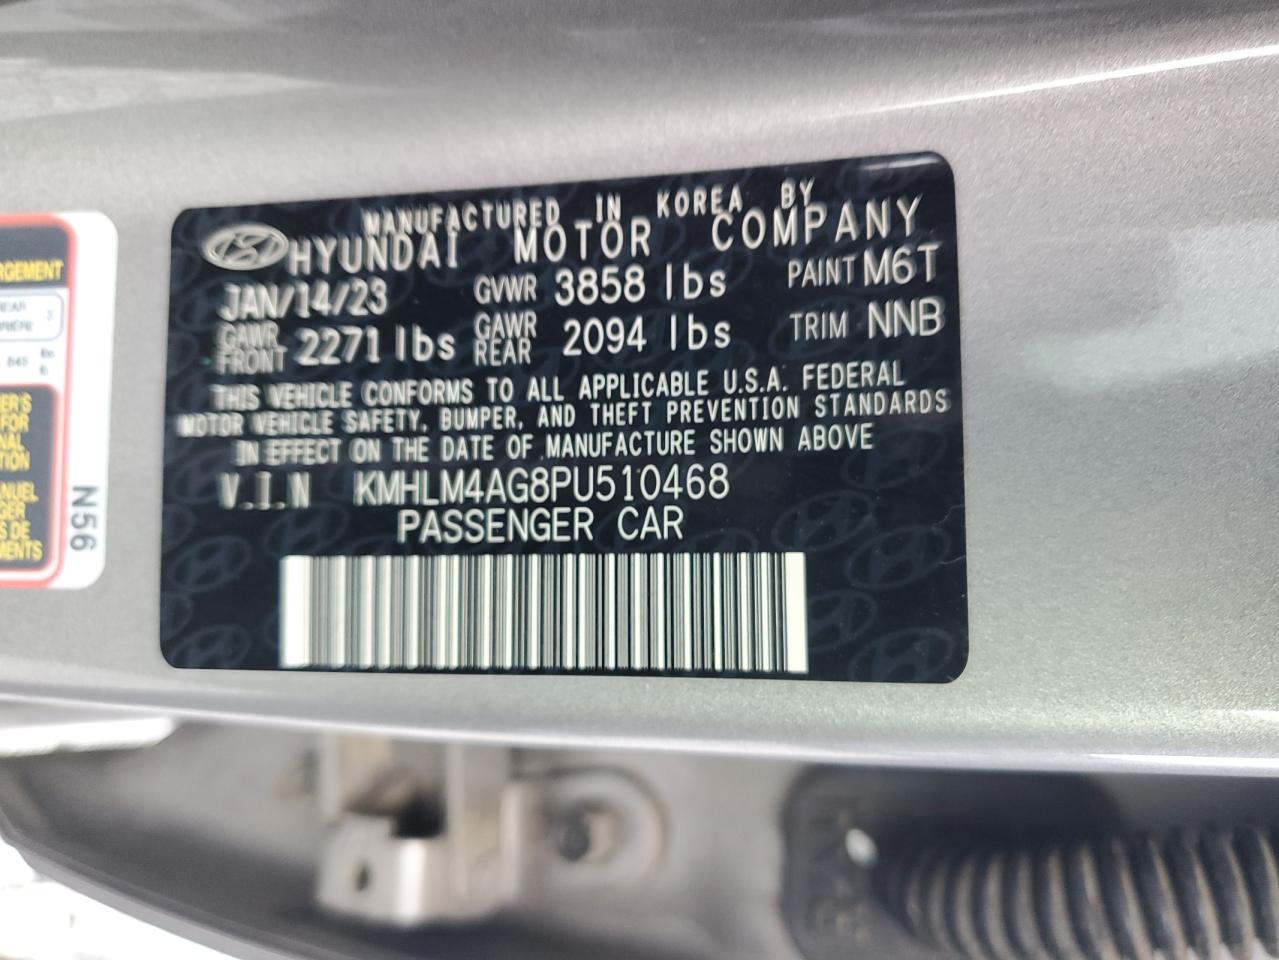 MANUFACTURED IN KOREA BY
HYUNDAI MOTOR COMPANY
JAN/14/23 GVWR 3858 lbs PAINT M6T
GAWR FRONT 2271 lbs GAWR REAR 2094 lbs TRIM NNB
THIS VEHICLE CONFORMS TO ALL APPLICABLE U.S.A. FEDERAL
MOTOR VEHICLE SAFETY, BUMPER, AND THEFT PREVENTION STANDARDS
IN EFFECT ON THE DATE OF MANUFACTURE SHOWN ABOVE
V.I.N KMHLM4AG8PU510468
PASSENGER CAR
N56